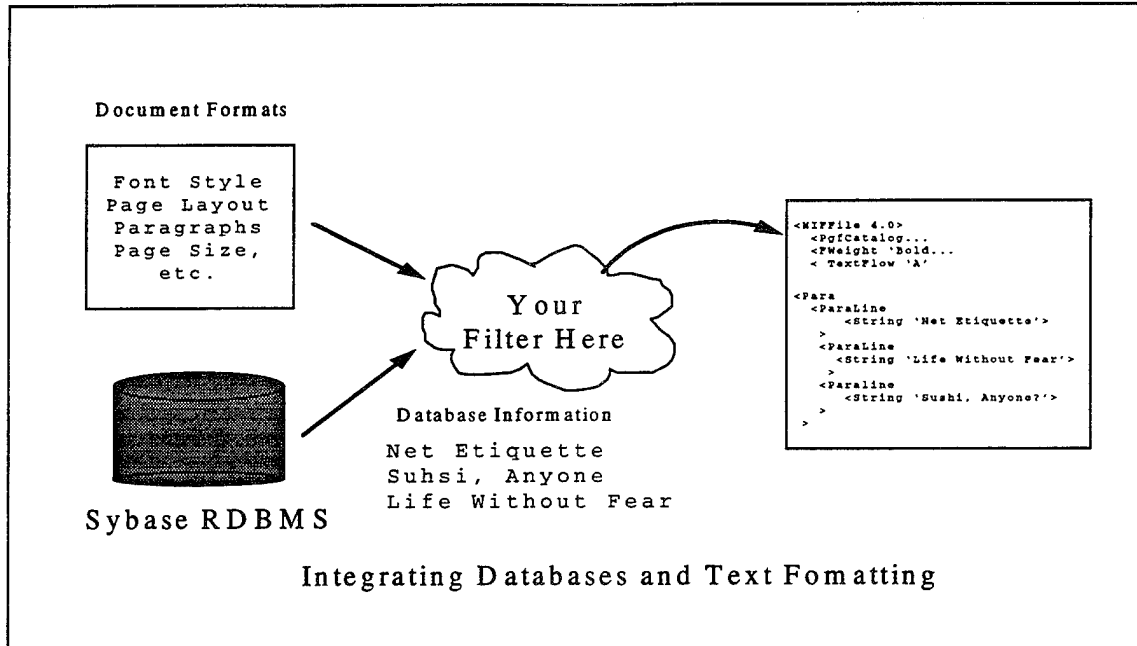 Document Formats
Font Style
Page Layout
Paragraphs
Page Size,
etc.
Your
Filter Here
Sybase RDBMS
Database Information
Net Etiquette
Suhsi, Anyone
Life Without Fear
<MIFFile 4.0>
<PgfCatalog...
<FWeight 'Bold...
< TextFlow 'A'
<Para
<ParaLine
<String 'Net Etiquette'>
>
<ParaLine
<String 'Life Without Fear'>
>
<Paraline
<String 'Sushi, Anyone?'>
>
>
Integrating Databases and Text Fomatting